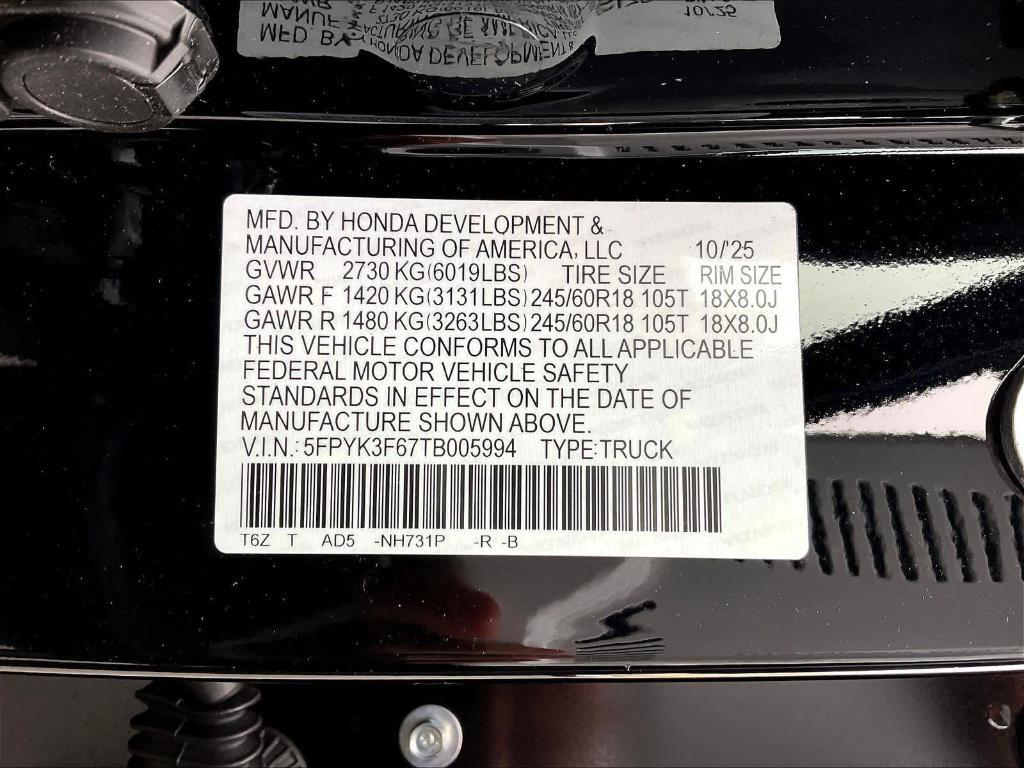 MFD. BY HONDA DEVELOPMENT &
MANUFACTURING OF AMERICA, LLC 10/'25
GVWR 2730 KG(6019LBS) TIRE SIZE RIM SIZE
GAWR F 1420 KG(3131LBS) 245/60R18 105T 18X8.0J
GAWR R 1480 KG(3263LBS) 245/60R18 105T 18X8.0J
THIS VEHICLE CONFORMS TO ALL APPLICABLE
FEDERAL MOTOR VEHICLE SAFETY
STANDARDS IN EFFECT ON THE DATE OF
MANUFACTURE SHOWN ABOVE.
V.I.N.: 5FPYK3F67TB005994 TYPE:TRUCK
T6Z T AD5 -NH731P -R -B